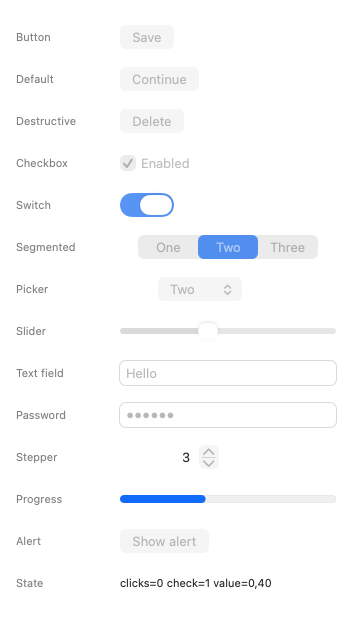 Button Save
Default Continue
Destructive Delete
Checkbox Enabled
Switch
Segmented One Two Three
Picker Two
Slider
Text field Hello
Password ●●●●●●
Stepper 3
Progress
Alert Show alert
State clicks=0 check=1 value=0,40